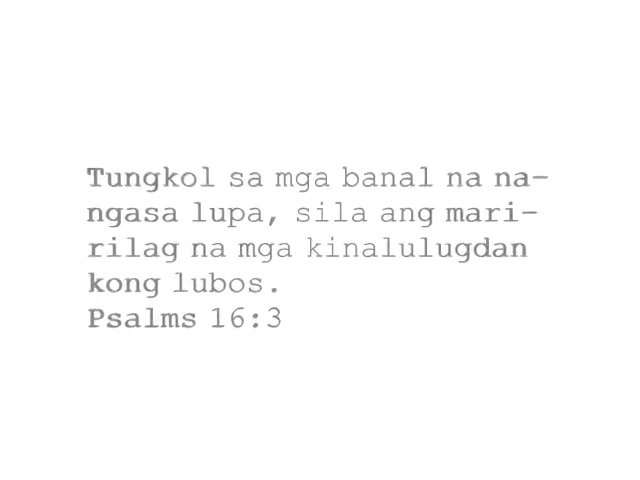 Tungkol sa mga banal na na-
ngasa lupa, sila ang mari-
rilag na mga kinalulugdan
kong lubos.
Psalms 16:3